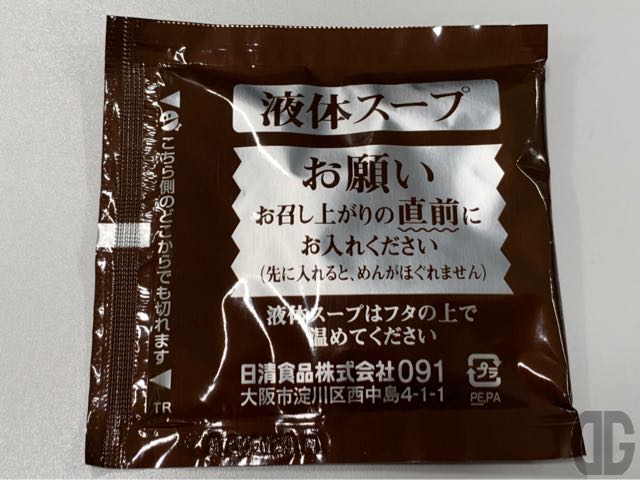 液体スープ
お願い
お召し上がりの直前に
お入れください
(先に入れると、めんがほぐれません)
液体スープはフタの上で
温めてください
日清食品株式会社091
大阪市淀川区西中島4-1-1
プラ
PE,PA
こちら側のどこからでも切れます
TR
DG